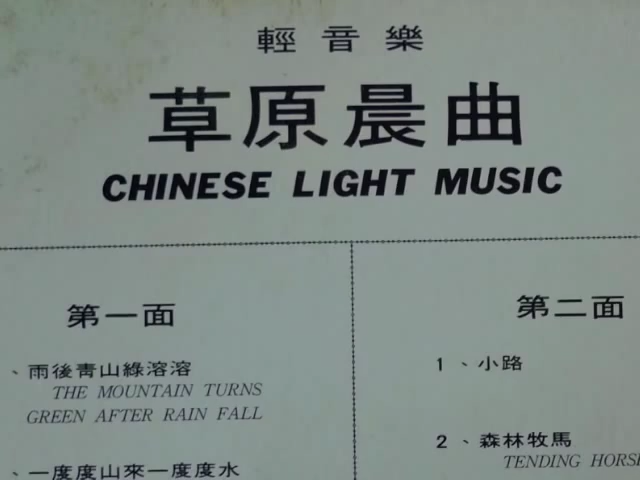 輕音樂
草原晨曲
CHINESE LIGHT MUSIC
第一面
、雨後青山綠溶溶
THE MOUNTAIN TURNS
GREEN AFTER RAIN FALL
、一度度山來一度度水
第二面
1、小路
2、森林牧馬
TENDING HORSE